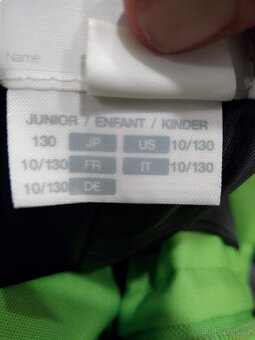 Name
JUNIOR / ENFANT / KINDER
130 JP US 10/130
10/130 FR IT 10/130
10/130 DE